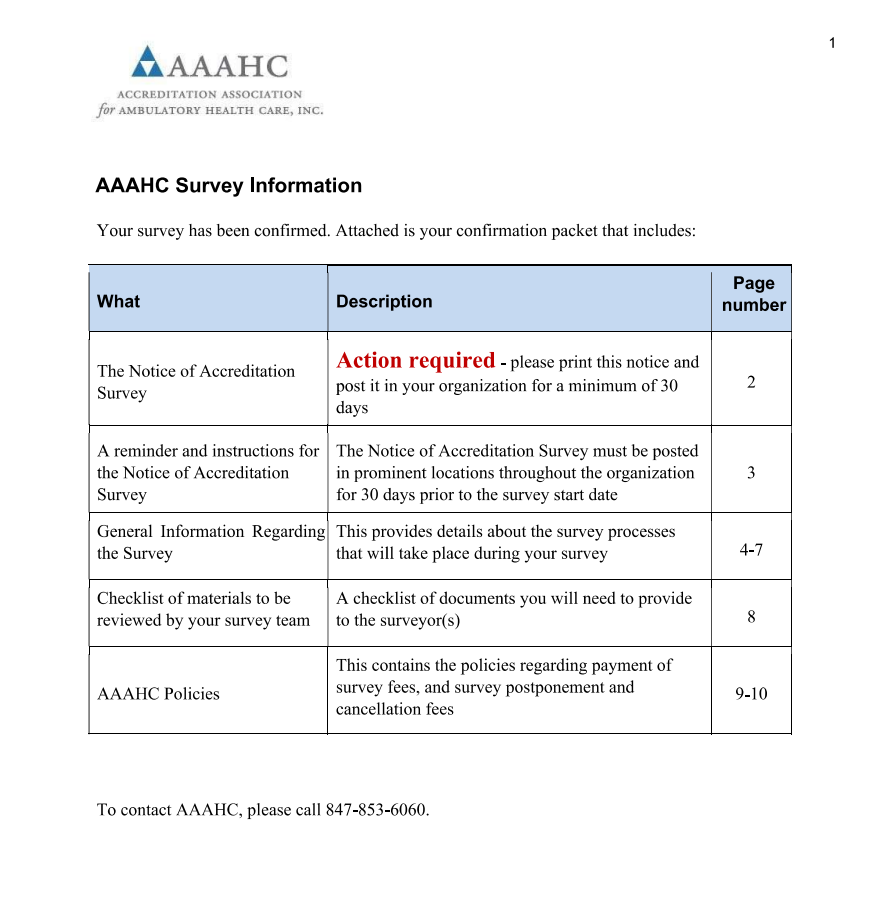 1
AAAHC
ACCREDITATION ASSOCIATION
for AMBULATORY HEALTH CARE, INC.
AAAHC Survey Information
Your survey has been confirmed. Attached is your confirmation packet that includes:
What
Description
Page
number
The Notice of Accreditation
Survey
Action required - please print this notice and
post it in your organization for a minimum of 30
days
2
A reminder and instructions for
the Notice of Accreditation
Survey
The Notice of Accreditation Survey must be posted
in prominent locations throughout the organization
for 30 days prior to the survey start date
3
General Information Regarding
the Survey
This provides details about the survey processes
that will take place during your survey
4-7
Checklist of materials to be
reviewed by your survey team
A checklist of documents you will need to provide
to the surveyor(s)
8
AAAHC Policies
This contains the policies regarding payment of
survey fees, and survey postponement and
cancellation fees
9-10
To contact AAAHC, please call 847-853-6060.